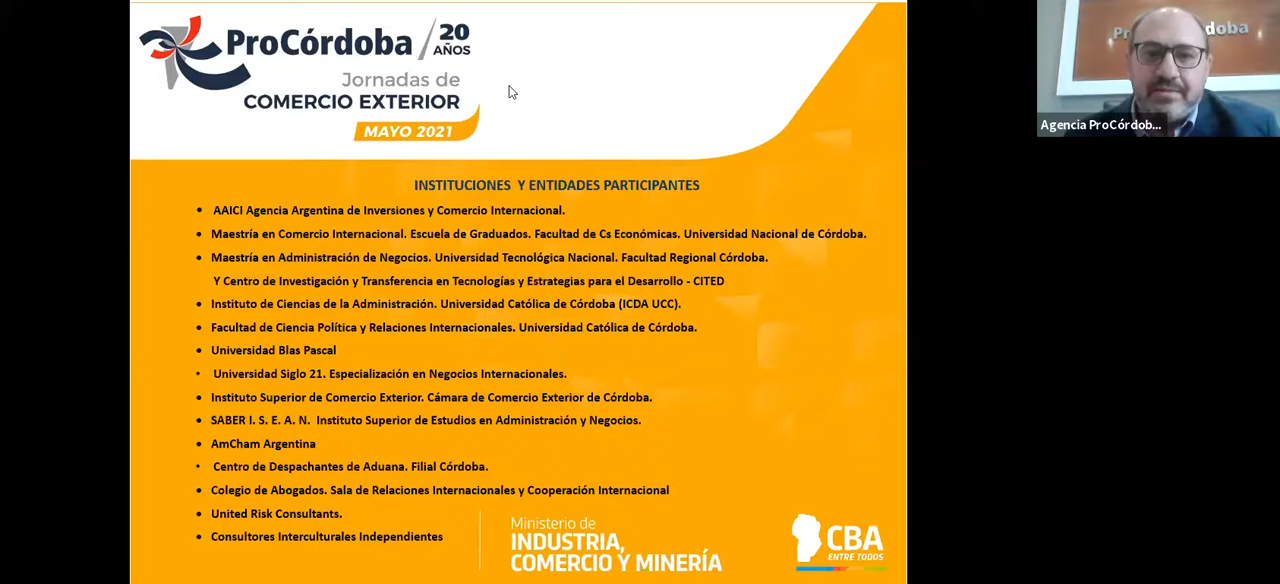 ProCórdoba / 20 AÑOS
Jornadas de
COMERCIO EXTERIOR
MAYO 2021
Agencia ProCórdob...
INSTITUCIONES Y ENTIDADES PARTICIPANTES
• AAICI Agencia Argentina de Inversiones y Comercio Internacional.
• Maestría en Comercio Internacional. Escuela de Graduados. Facultad de Cs Económicas. Universidad Nacional de Córdoba.
• Maestría en Administración de Negocios. Universidad Tecnológica Nacional. Facultad Regional Córdoba.
Y Centro de Investigación y Transferencia en Tecnologías y Estrategias para el Desarrollo - CITED
• Instituto de Ciencias de la Administración. Universidad Católica de Córdoba (ICDA UCC).
• Facultad de Ciencia Política y Relaciones Internacionales. Universidad Católica de Córdoba.
• Universidad Blas Pascal
• Universidad Siglo 21. Especialización en Negocios Internacionales.
• Instituto Superior de Comercio Exterior. Cámara de Comercio Exterior de Córdoba.
• SABER I. S. E. A. N. Instituto Superior de Estudios en Administración y Negocios.
• AmCham Argentina
• Centro de Despachantes de Aduana. Filial Córdoba.
• Colegio de Abogados. Sala de Relaciones Internacionales y Cooperación Internacional
• United Risk Consultants.
• Consultores Interculturales Independientes
Ministerio de
INDUSTRIA,
COMERCIO Y MINERÍA
CBA
ENTRE TODOS